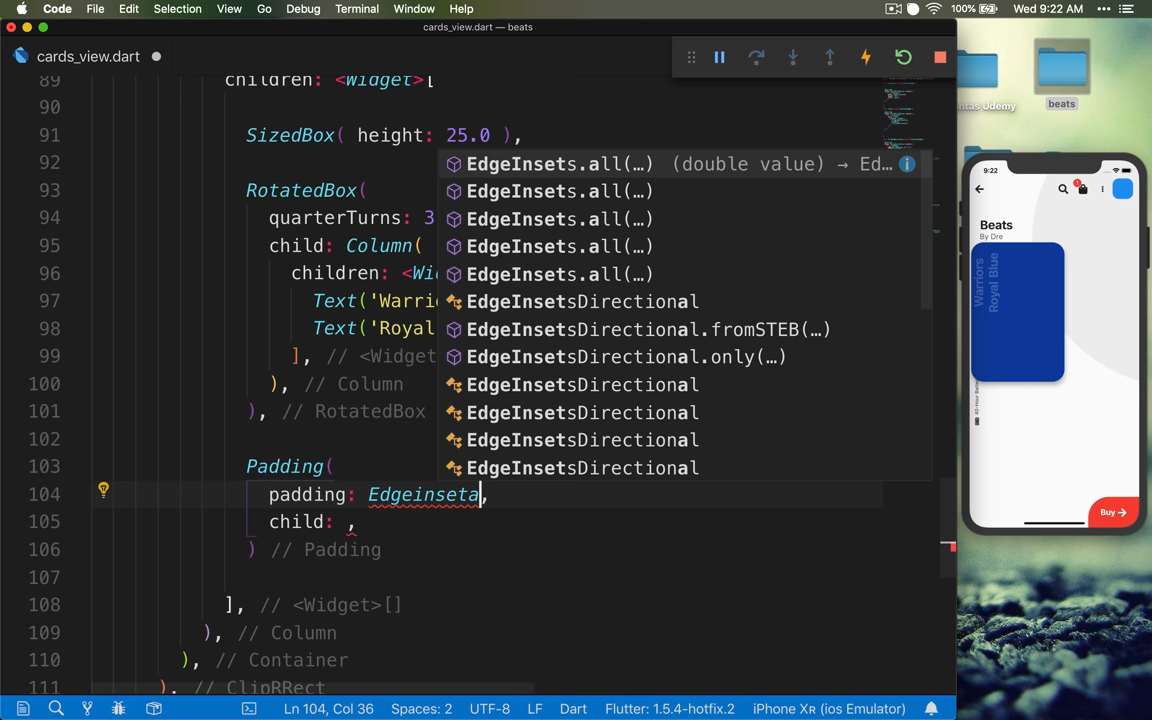 Code File Edit Selection View Go Debug Terminal Window Help 100% Wed 9:22 AM
cards_view.dart — beats
cards_view.dart
89 children: <Widget>[
90
91 SizedBox( height: 25.0 ),
92
93 RotatedBox(
94 quarterTurns: 3
95 child: Column(
96 children: <Wi
97 Text('Warri
98 Text('Royal
99 ], // <Widget
100 ), // Column
101 ), // RotatedBox
102
103 Padding(
104 padding: Edgeinseta,
105 child: ,
106 ) // Padding
107
108 ], // <Widget>[]
109 ), // Column
110 ), // Container
111 ), // ClipRRect
EdgeInsets.all(…) (double value) → Ed…
EdgeInsets.all(…)
EdgeInsets.all(…)
EdgeInsets.all(…)
EdgeInsets.all(…)
EdgeInsetsDirectional
EdgeInsetsDirectional.fromSTEB(…)
EdgeInsetsDirectional.only(…)
EdgeInsetsDirectional
EdgeInsetsDirectional
EdgeInsetsDirectional
EdgeInsetsDirectional
Ln 104, Col 36 Spaces: 2 UTF-8 LF Dart Flutter: 1.5.4-hotfix.2 iPhone XR (ios Emulator)
ntas Udemy
beats
9:22
1
Beats
By Dre
Warriors
Royal Blue
40-Hour
Buy